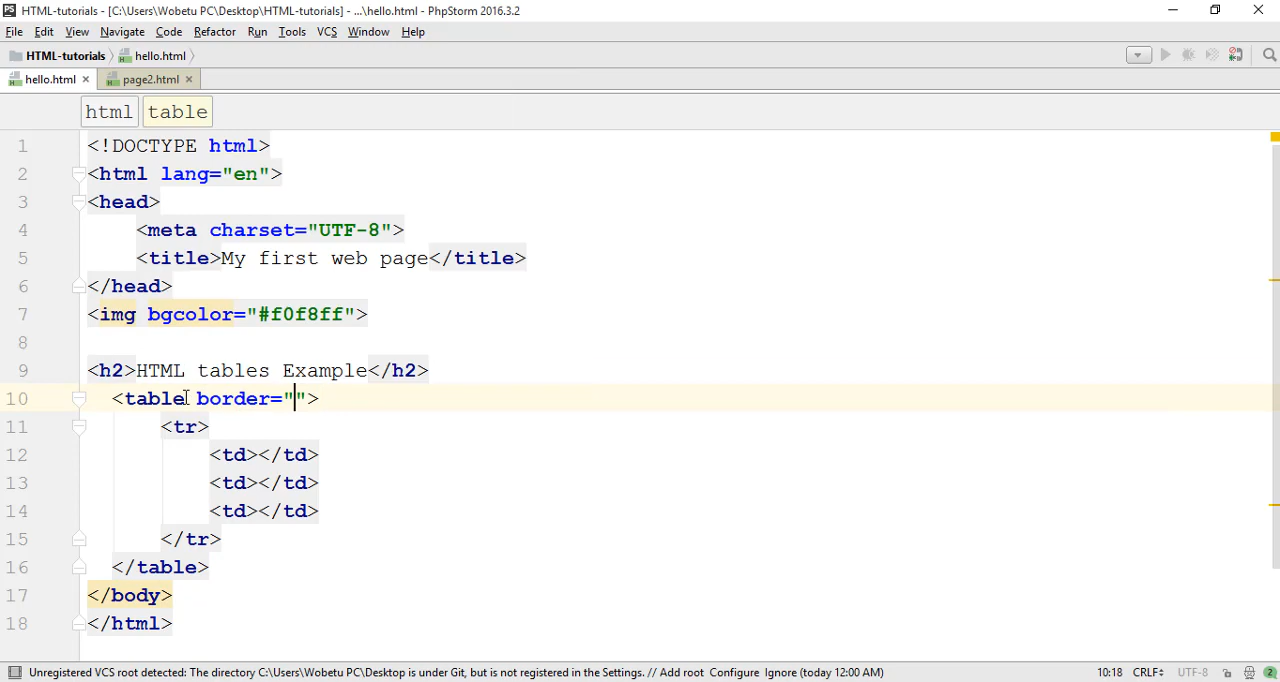 PS HTML-tutorials - [C:\Users\Wobetu PC\Desktop\HTML-tutorials] - ...\hello.html - PhpStorm 2016.3.2
File Edit View Navigate Code Refactor Run Tools VCS Window Help
HTML-tutorials hello.html
hello.html page2.html
html table
1 <!DOCTYPE html>
2 <html lang="en">
3 <head>
4 <meta charset="UTF-8">
5 <title>My first web page</title>
6 </head>
7 <img bgcolor="#f0f8ff">
8
9 <h2>HTML tables Example</h2>
10 <table border="">
11 <tr>
12 <td></td>
13 <td></td>
14 <td></td>
15 </tr>
16 </table>
17 </body>
18 </html>
Unregistered VCS root detected: The directory C:\Users\Wobetu PC\Desktop is under Git, but is not registered in the Settings. // Add root Configure Ignore (today 12:00 AM) 10:18 CRLF UTF-8 2